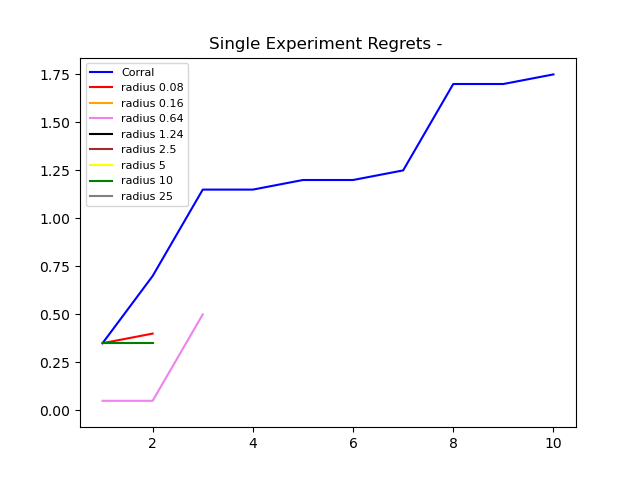 Single Experiment Regrets -
1.75
1.50
1.25
1.00
0.75
0.50
0.25
0.00
Corral
radius 0.08
radius 0.16
radius 0.64
radius 1.24
radius 2.5
radius 5
radius 10
radius 25
2 4 6 8 10